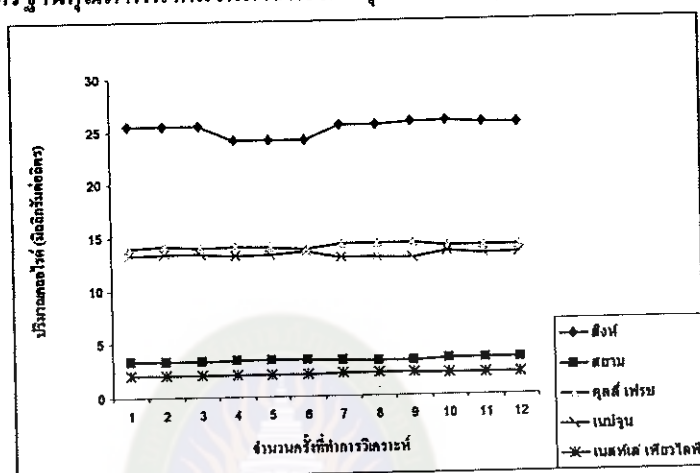 30
25
20
15
10
5
0
1 2 3 4 5 6 7 8 9 10 11 12
ปริมาณคลอไรด์ (มิลลิกรัมต่อลิตร)
จำนวนครั้งที่ทำการวิเคราะห์
สิงห์
สยาม
คูลลี่ เฟรช
เนปจูน
เนสท์เล่ เพียวไลฟ์